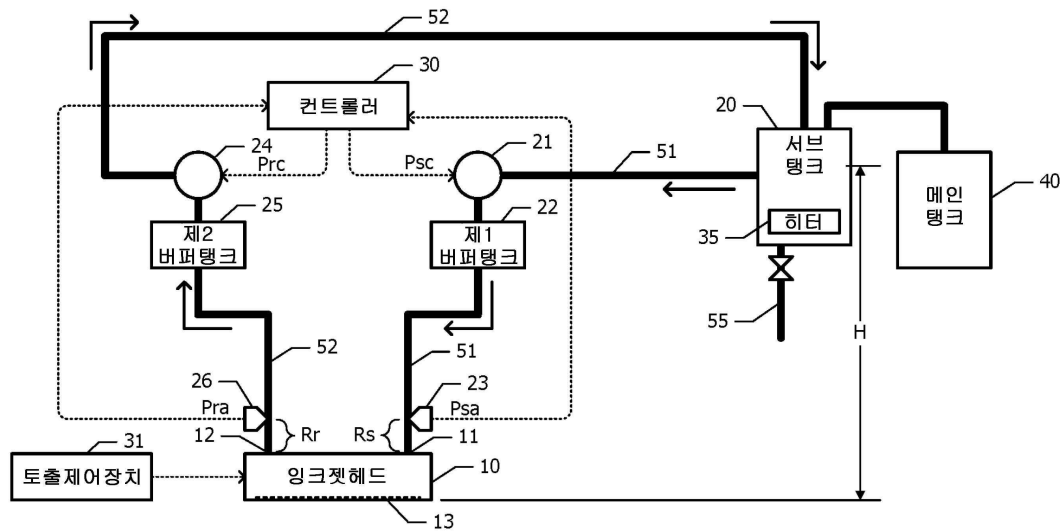 52
30
컨트롤러
20
서브
탱크
24
21
Prc
Psc
51
메인
탱크
40
25
22
제2
버퍼탱크
제1
버퍼탱크
35
히터
55
H
52
51
26
23
Pra
Psa
12
Rr
Rs
11
31
토출제어장치
잉크젯헤드
10
13